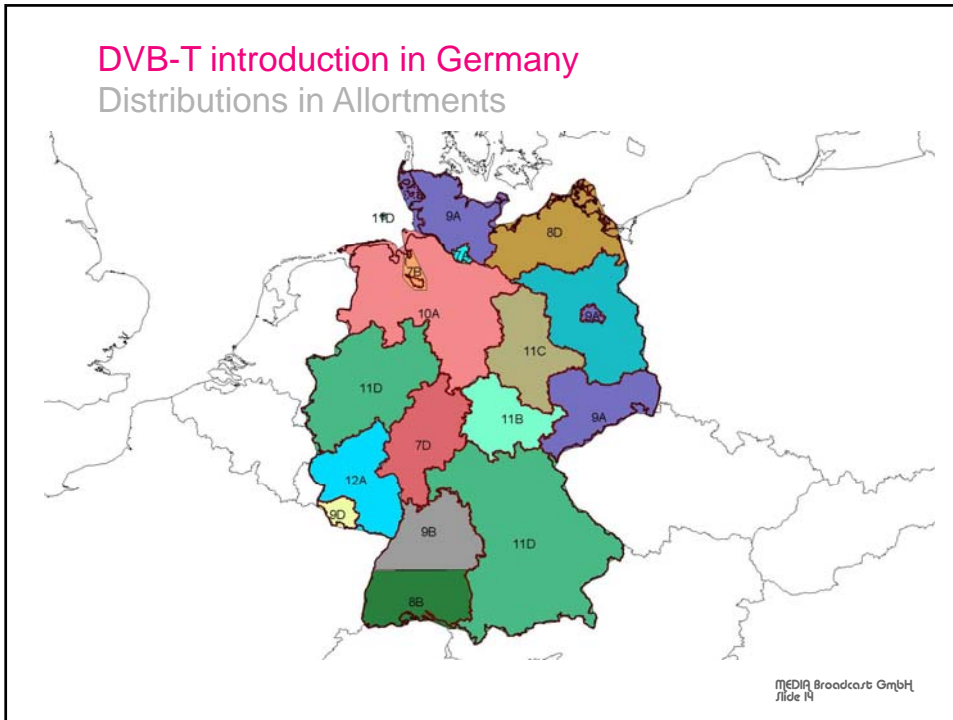 DVB-T introduction in Germany
Distributions in Allortments
11D
9A
8D
7B
9A
10A
11C
11D
11B
9A
7D
12A
9D
9B
11D
8B
MEDIA Broadcast GmbH
Slide 14